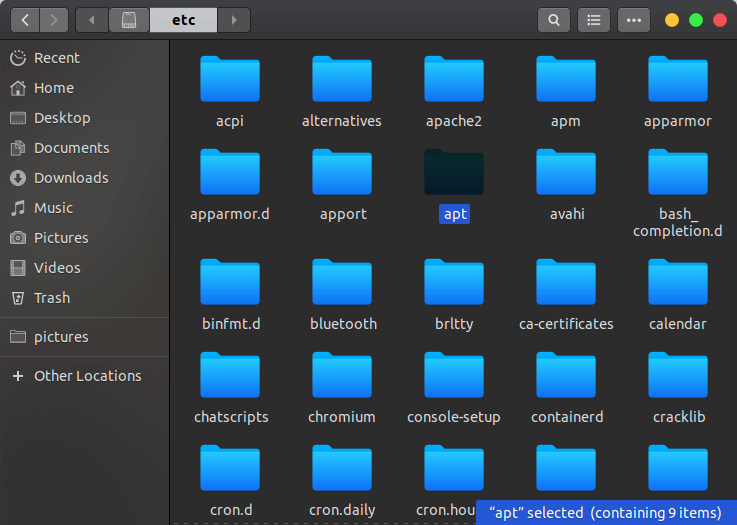 etc
Recent
Home
Desktop
Documents
Downloads
Music
Pictures
Videos
Trash
pictures
Other Locations
acpi
alternatives
apache2
apm
apparmor
apparmor.d
apport
apt
avahi
bash_
completion.d
binfmt.d
bluetooth
brltty
ca-certificates
calendar
chatscripts
chromium
console-setup
containerd
cracklib
cron.d
cron.daily
cron.hou
“apt” selected (containing 9 items)